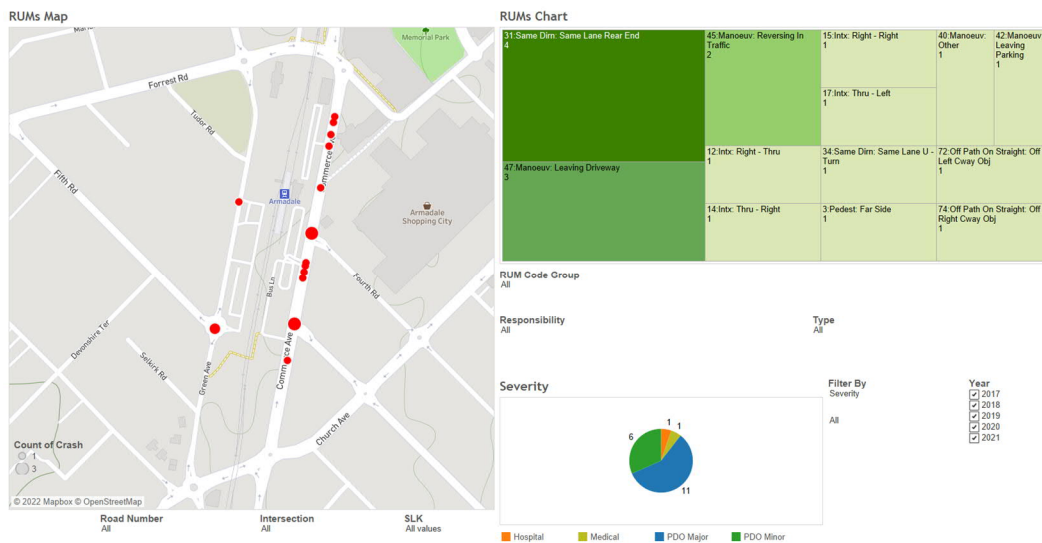 RUMs Map
Memorial Park
Forrest Rd
Tudor Rd
Fifth Rd
Armadale
ommerce
Armadale
Shopping City
Bus Ln
Fourth Rd
Devonshire Ter
Selkirk Rd
Green Ave
Commerce Ave
Church Ave
Count of Crash
1
3
© 2022 Mapbox © OpenStreetMap
Road Number
All
Intersection
All
SLK
All values
RUMs Chart
31:Same Dim: Same Lane Rear End
4
47:Manoeuv: Leaving Driveway
3
45:Manoeuv: Reversing In
Traffic
2
12:Intx: Right - Thru
1
14:Intx: Thru - Right
1
15:Intx: Right - Right
1
17:Intx: Thru - Left
1
40:Manoeuv:
Other
1
42:Manoeuv
Leaving
Parking
1
34:Same Dim: Same Lane U -
Turn
1
72:Off Path On Straight: Off
Left Cway Obj
1
3:Pedest: Far Side
1
74:Off Path On Straight: Off
Right Cway Obj
1
RUM Code Group
All
Responsibility
All
Type
All
Severity
1
1
6
11
Hospital
Medical
PDO Major
PDO Minor
Filter By
Severity
All
Year
2017
2018
2019
2020
2021